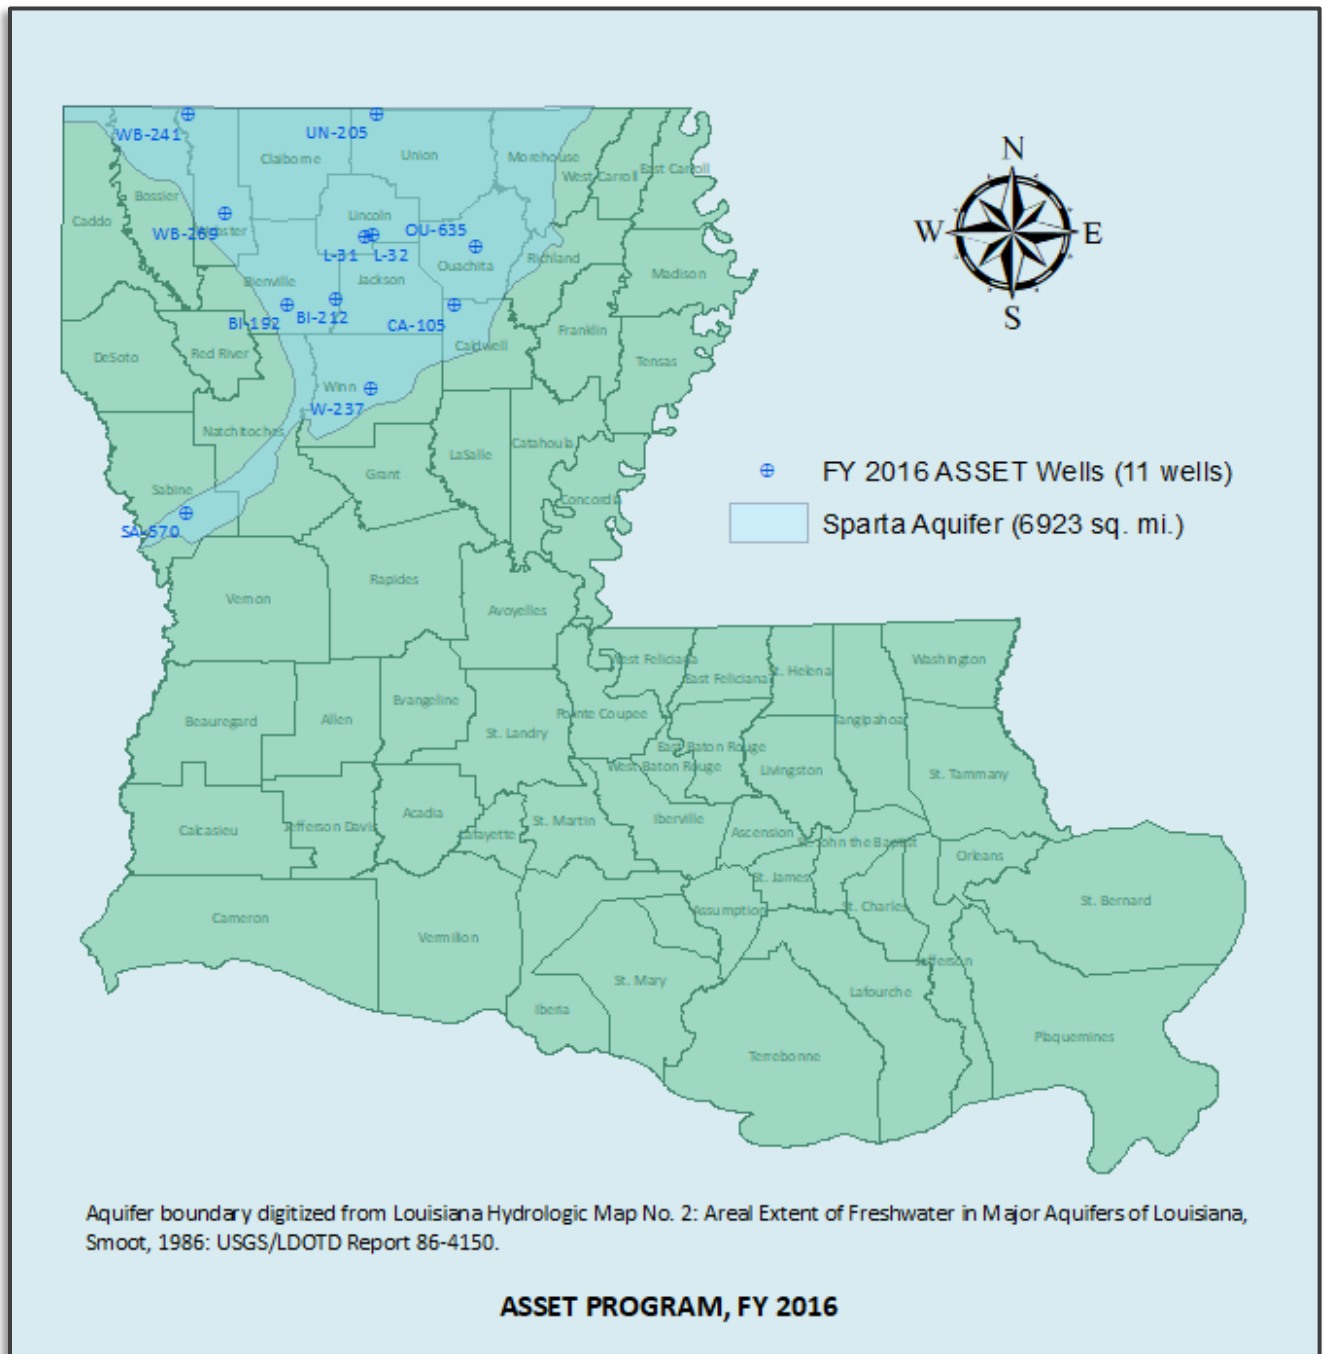 N
W E
S
WB-241
UN-205
Claiborne
Union
Morehouse
West Carroll
East Carroll
Bossier
Caddo
Webster
WB-269
Lincoln
OU-635
L-31 L-32
Ouachita
Richland
Madison
Bienville
Jackson
BI-192
BI-212
CA-105
Caldwell
Franklin
Tensas
DeSoto
Red River
Winn
W-237
Natchitoches
Grant
LaSalle
Catahoula
Concordia
Sabine
SA-570
FY 2016 ASSET Wells (11 wells)
Sparta Aquifer (6923 sq. mi.)
Vernon
Rapides
Avoyelles
West Feliciana
East Feliciana
St. Helena
Washington
Beauregard
Allen
Evangeline
St. Landry
Pointe Coupee
Tangipahoa
East Baton Rouge
West Baton Rouge
Livingston
St. Tammany
Calcasieu
Jefferson Davis
Acadia
Lafayette
St. Martin
Iberville
Ascension
St. John the Baptist
Orleans
St. James
Assumption
St. Charles
St. Bernard
Cameron
Vermilion
Jefferson
St. Mary
Iberia
Lafourche
Terrebonne
Plaquemines
Aquifer boundary digitized from Louisiana Hydrologic Map No. 2: Areal Extent of Freshwater in Major Aquifers of Louisiana,
Smoot, 1986: USGS/LDOTD Report 86-4150.
ASSET PROGRAM, FY 2016